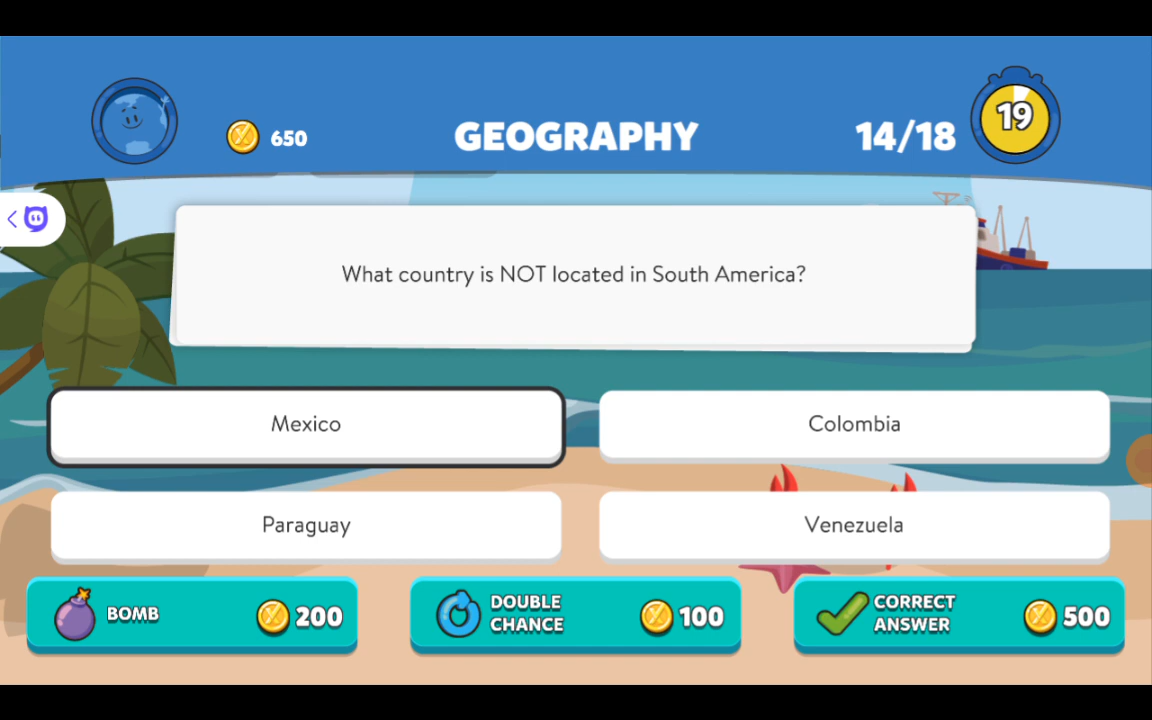 650
GEOGRAPHY
14/18
19
What country is NOT located in South America?
Mexico
Colombia
Paraguay
Venezuela
BOMB
200
DOUBLE
CHANCE
100
CORRECT
ANSWER
500